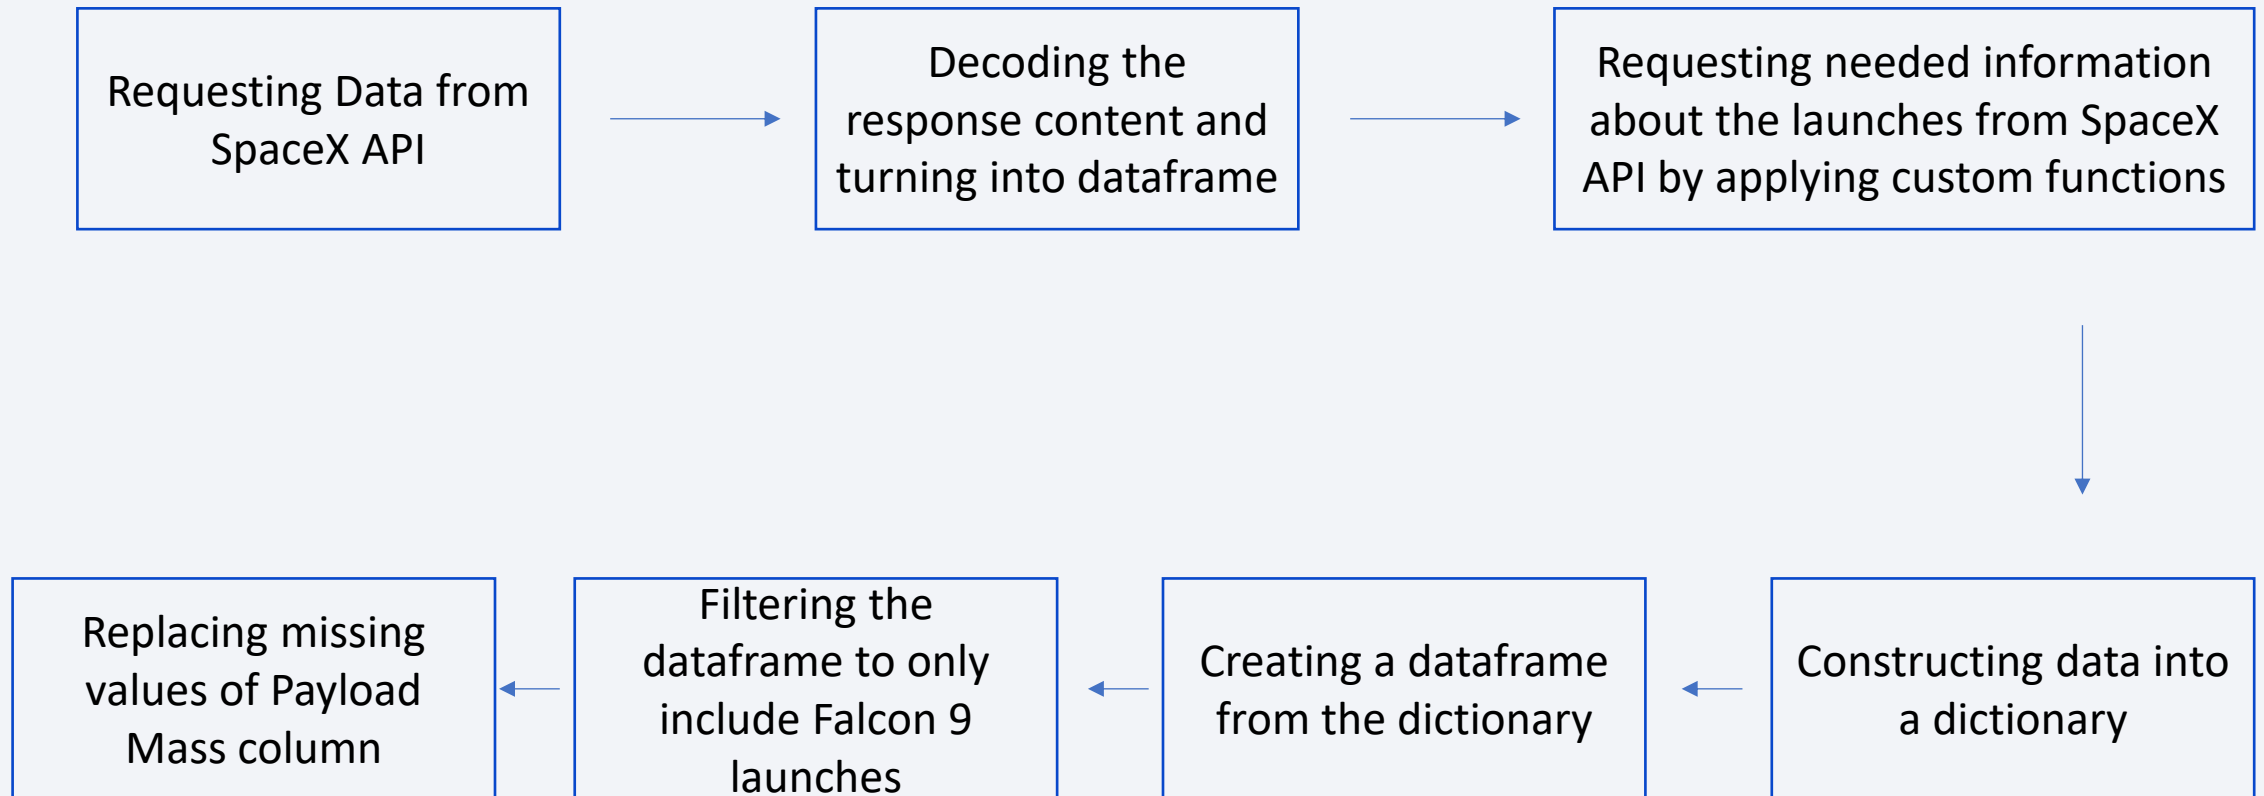 Requesting Data from
SpaceX API
Decoding the
response content and
turning into dataframe
Requesting needed information
about the launches from SpaceX
API by applying custom functions
Constructing data into
a dictionary
Creating a dataframe
from the dictionary
Filtering the
dataframe to only
include Falcon 9
launches
Replacing missing
values of Payload
Mass column